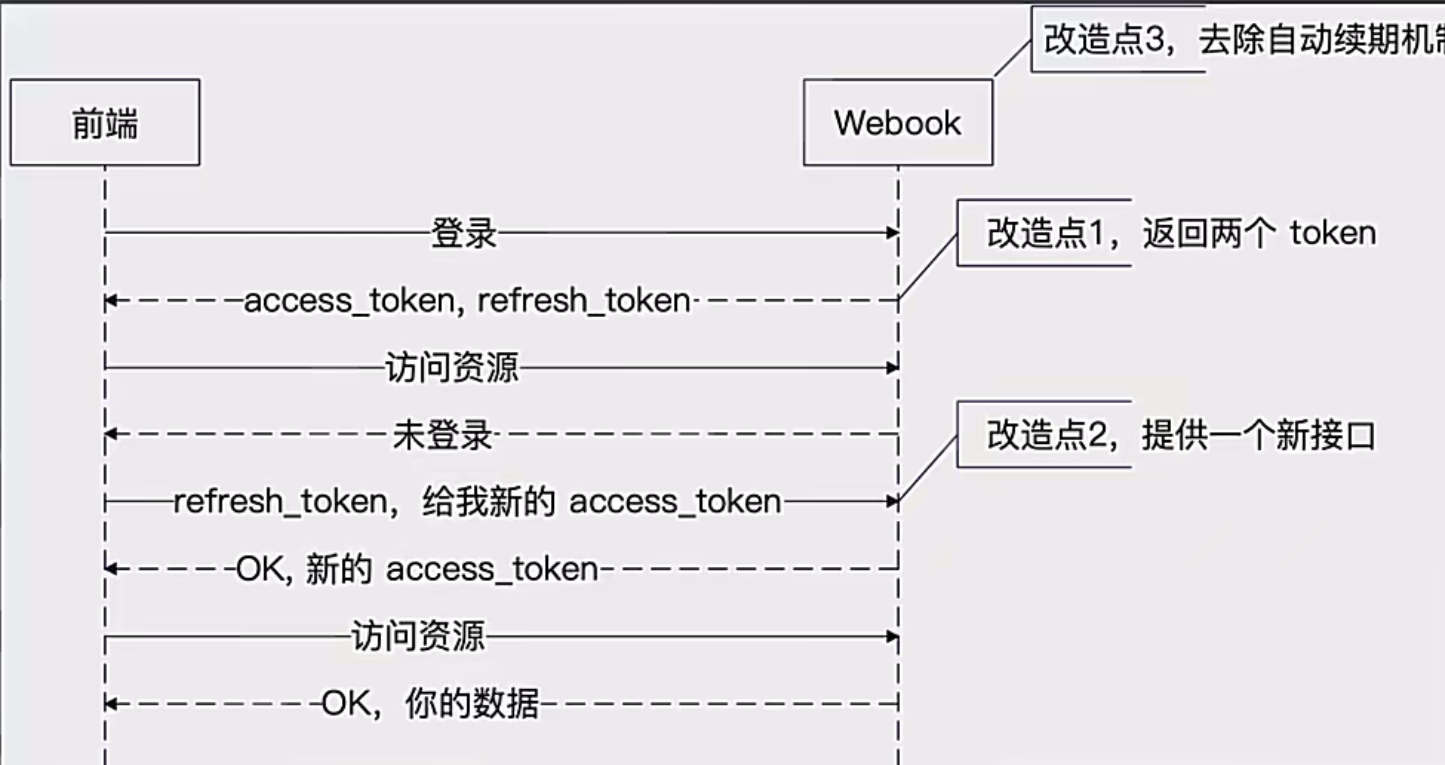 改造点3，去除自动续期机制
前端
Webook
登录
改造点1，返回两个 token
access_token, refresh_token
访问资源
未登录
改造点2，提供一个新接口
refresh_token，给我新的 access_token
OK, 新的 access_token
访问资源
OK，你的数据